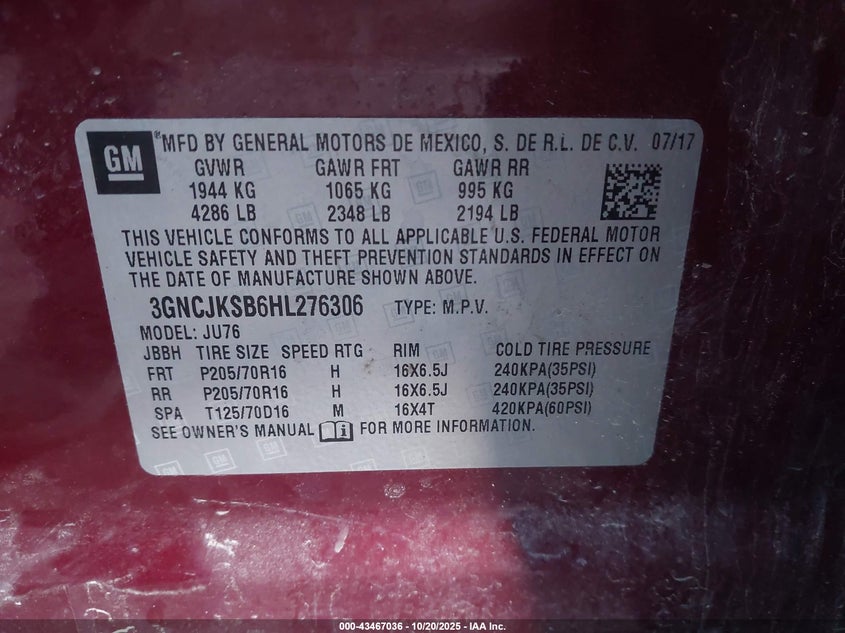 GM ®MFD BY GENERAL MOTORS DE MEXICO, S. DE R.L. DE C.V. 07/17
GVWR GAWR FRT GAWR RR
1944 KG 1065 KG 995 KG
4286 LB 2348 LB 2194 LB
THIS VEHICLE CONFORMS TO ALL APPLICABLE U.S. FEDERAL MOTOR
VEHICLE SAFETY AND THEFT PREVENTION STANDARDS IN EFFECT ON
THE DATE OF MANUFACTURE SHOWN ABOVE.
3GNCJKSB6HL276306 TYPE: M.P.V.
MODEL: JU76
JBBH TIRE SIZE SPEED RTG RIM COLD TIRE PRESSURE
FRT P205/70R16 H 16X6.5J 240KPA(35PSI)
RR P205/70R16 H 16X6.5J 240KPA(35PSI)
SPA T125/70D16 M 16X4T 420KPA(60PSI)
SEE OWNER'S MANUAL FOR MORE INFORMATION.
000-43467036 - 10/20/2025 - IAA Inc.